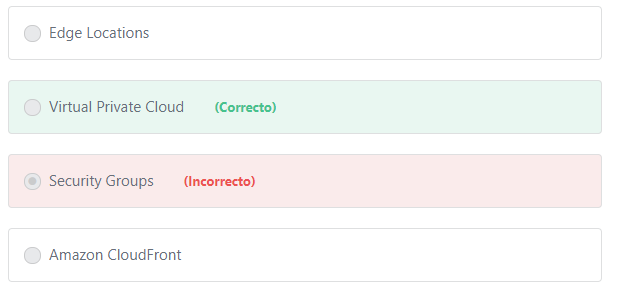 Edge Locations
Virtual Private Cloud (Correcto)
Security Groups (Incorrecto)
Amazon CloudFront